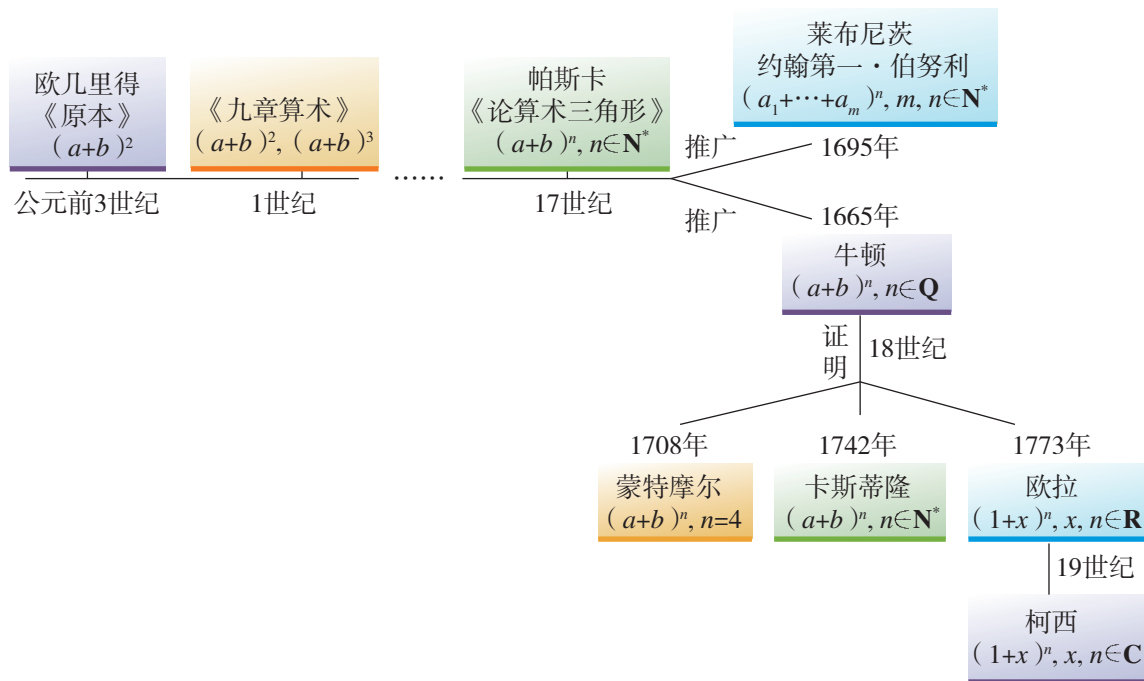 欧几里得
《原本》
(a+b)²
公元前3世纪
《九章算术》
(a+b)², (a+b)³
1世纪
……
帕斯卡
《论算术三角形》
(a+b)ⁿ, n∈N*
17世纪
推广
莱布尼茨
约翰第一·伯努利
(a₁+⋯+aₘ)ⁿ, m, n∈N*
1695年
推广
1665年
牛顿
(a+b)ⁿ, n∈Q
证明
18世纪
1708年
蒙特摩尔
(a+b)ⁿ, n=4
1742年
卡斯蒂隆
(a+b)ⁿ, n∈N*
1773年
欧拉
(1+x)ⁿ, x, n∈R
19世纪
柯西
(1+x)ⁿ, x, n∈C